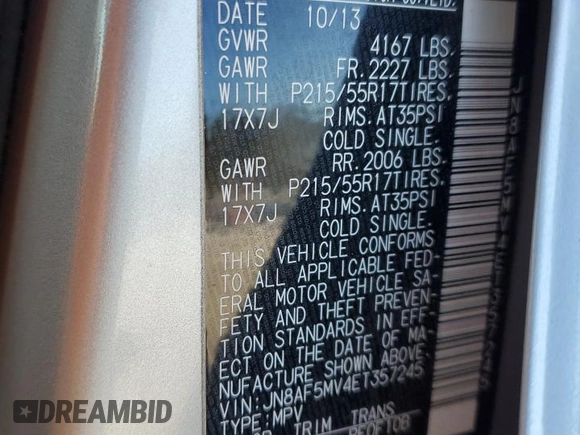 DATE 10/13
GVWR 4167 LBS.
GAWR FR. 2227 LBS.
WITH P215/55R17TIRES.
17X7J RIMS. AT35PSI
COLD SINGLE.
GAWR RR. 2006 LBS.
WITH P215/55R17TIRES.
17X7J RIMS. AT35PSI
COLD SINGLE.
THIS VEHICLE CONFORMS
TO ALL APPLICABLE FED-
ERAL MOTOR VEHICLE SA-
FETY AND THEFT PREVEN-
TION STANDARDS IN EFF-
ECT ON THE DATE OF MA-
NUFACTURE SHOWN ABOVE.
VIN:JN8AF5MV4ET357245
TYPE:MPV
TRIM TRANS
DREAMBID